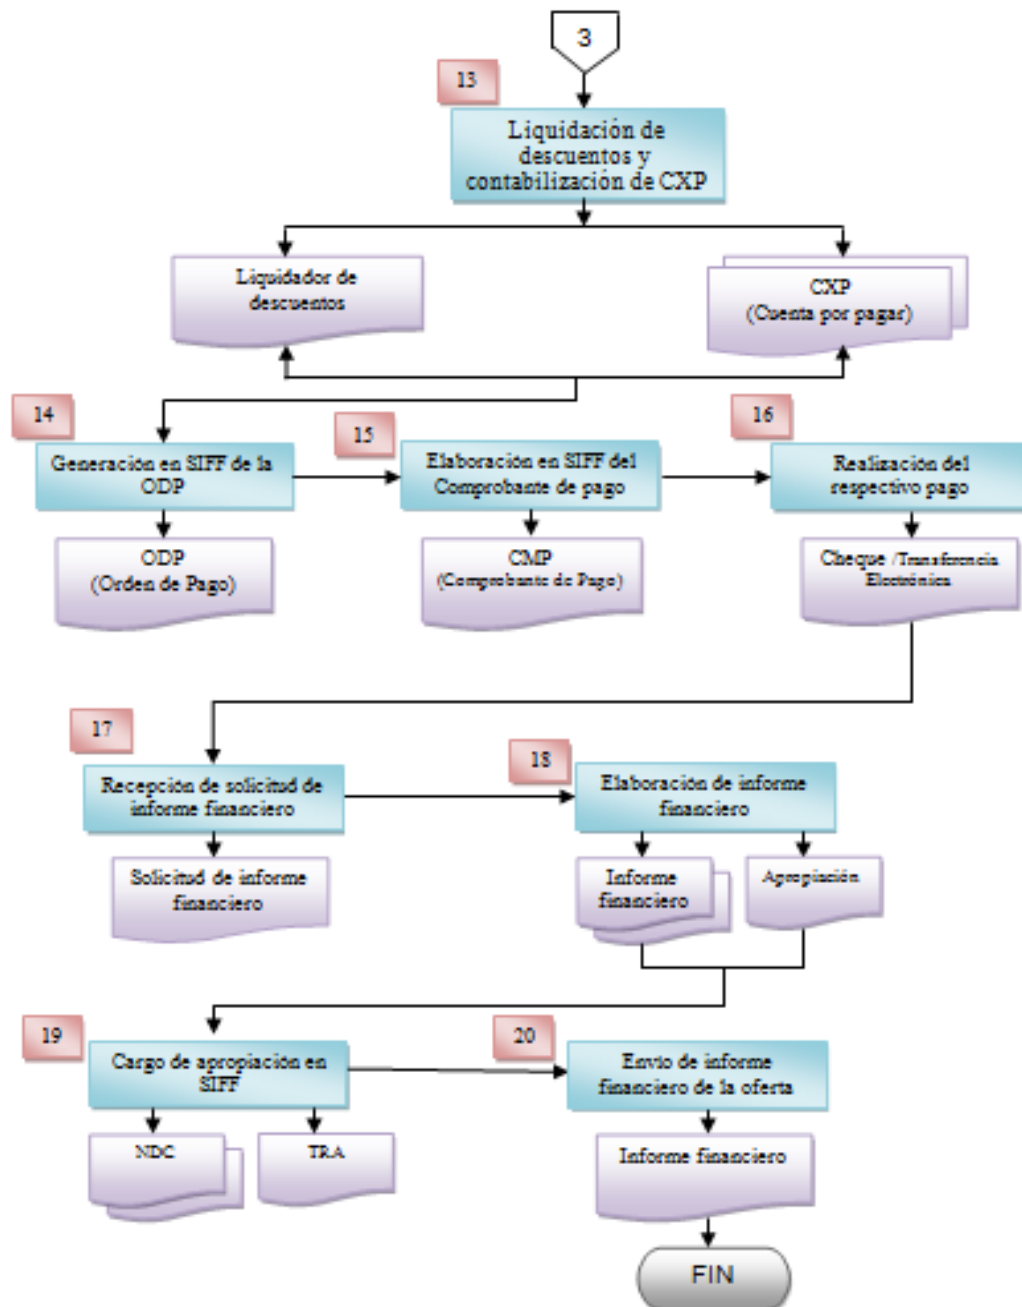 3
13
Liquidación de
descuentos y
contabilización de CXP
Liquidador de
descuentos
CXP
(Cuenta por pagar)
14
Generación en SIFF de la
ODP
15
Elaboración en SIFF del
Comprobante de pago
16
Realización del
respectivo pago
ODP
(Orden de Pago)
CMP
(Comprobante de Pago)
Cheque /Transferencia
Electrónica
17
Recepción de solicitud de
informe financiero
18
Elaboración de informe
financiero
Solicitud de informe
financiero
Informe
financiero
Apropiación
19
Cargo de apropiación en
SIFF
20
Envío de informe
financiero de la oferta
NDC
TRA
Informe financiero
FIN